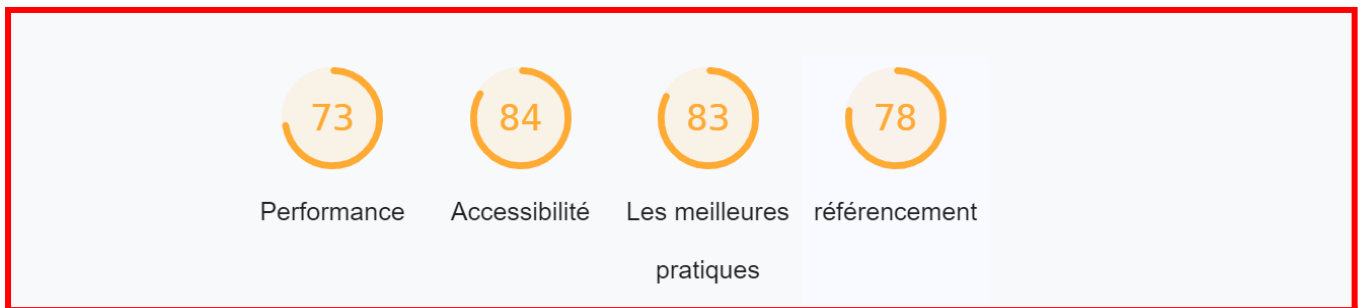 73 84 83 78
Performance Accessibilité Les meilleures référencement
pratiques